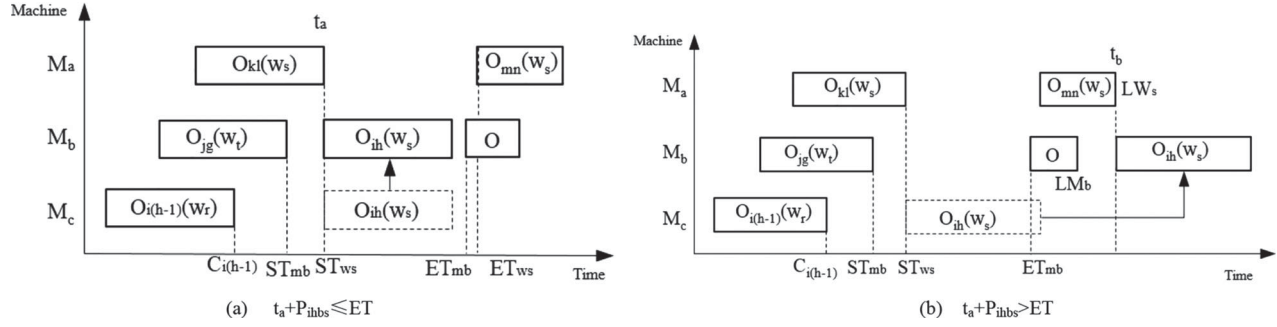 Machine
t_a
M_a
O_kl(w_s)
O_mn(w_s)
M_b
O_jg(w_t)
O_ih(w_s)
O
M_c
O_i(h-1)(w_r)
O_ih(w_s)
C_i(h-1)
ST_mb
ST_ws
ET_mb
ET_ws
Time
(a) t_a+P_ihbs≤ET
Machine
t_b
M_a
O_kl(w_s)
O_mn(w_s)
LW_s
M_b
O_jg(w_t)
O
O_ih(w_s)
LM_b
M_c
O_i(h-1)(w_r)
O_ih(w_s)
C_i(h-1)
ST_mb
ST_ws
ET_mb
Time
(b) t_a+P_ihbs>ET